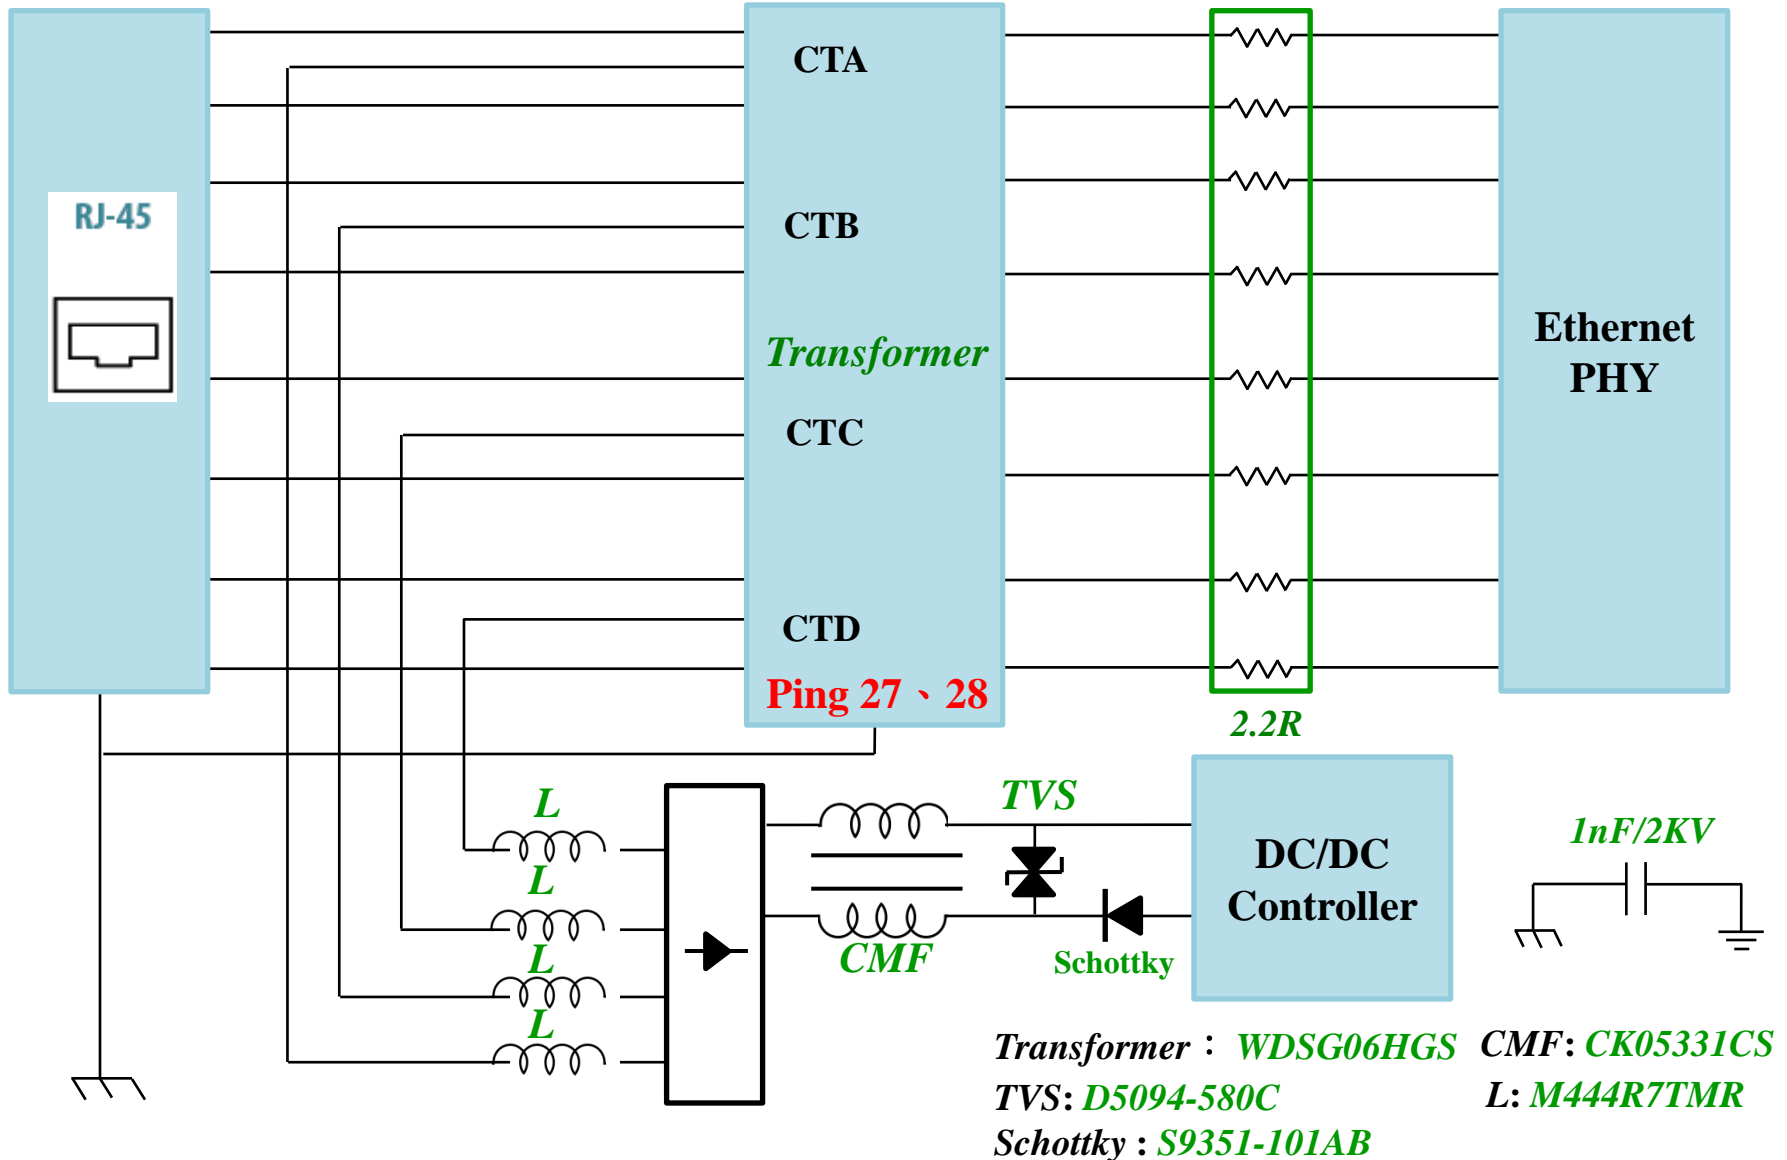 RJ-45
CTA
CTB
Transformer
CTC
CTD
Ping 27、28
Ethernet
PHY
2.2R
L
L
L
L
CMF
TVS
Schottky
DC/DC
Controller
1nF/2KV
Transformer： WDSG06HGS CMF: CK05331CS
TVS: D5094-580C L: M444R7TMR
Schottky : S9351-101AB